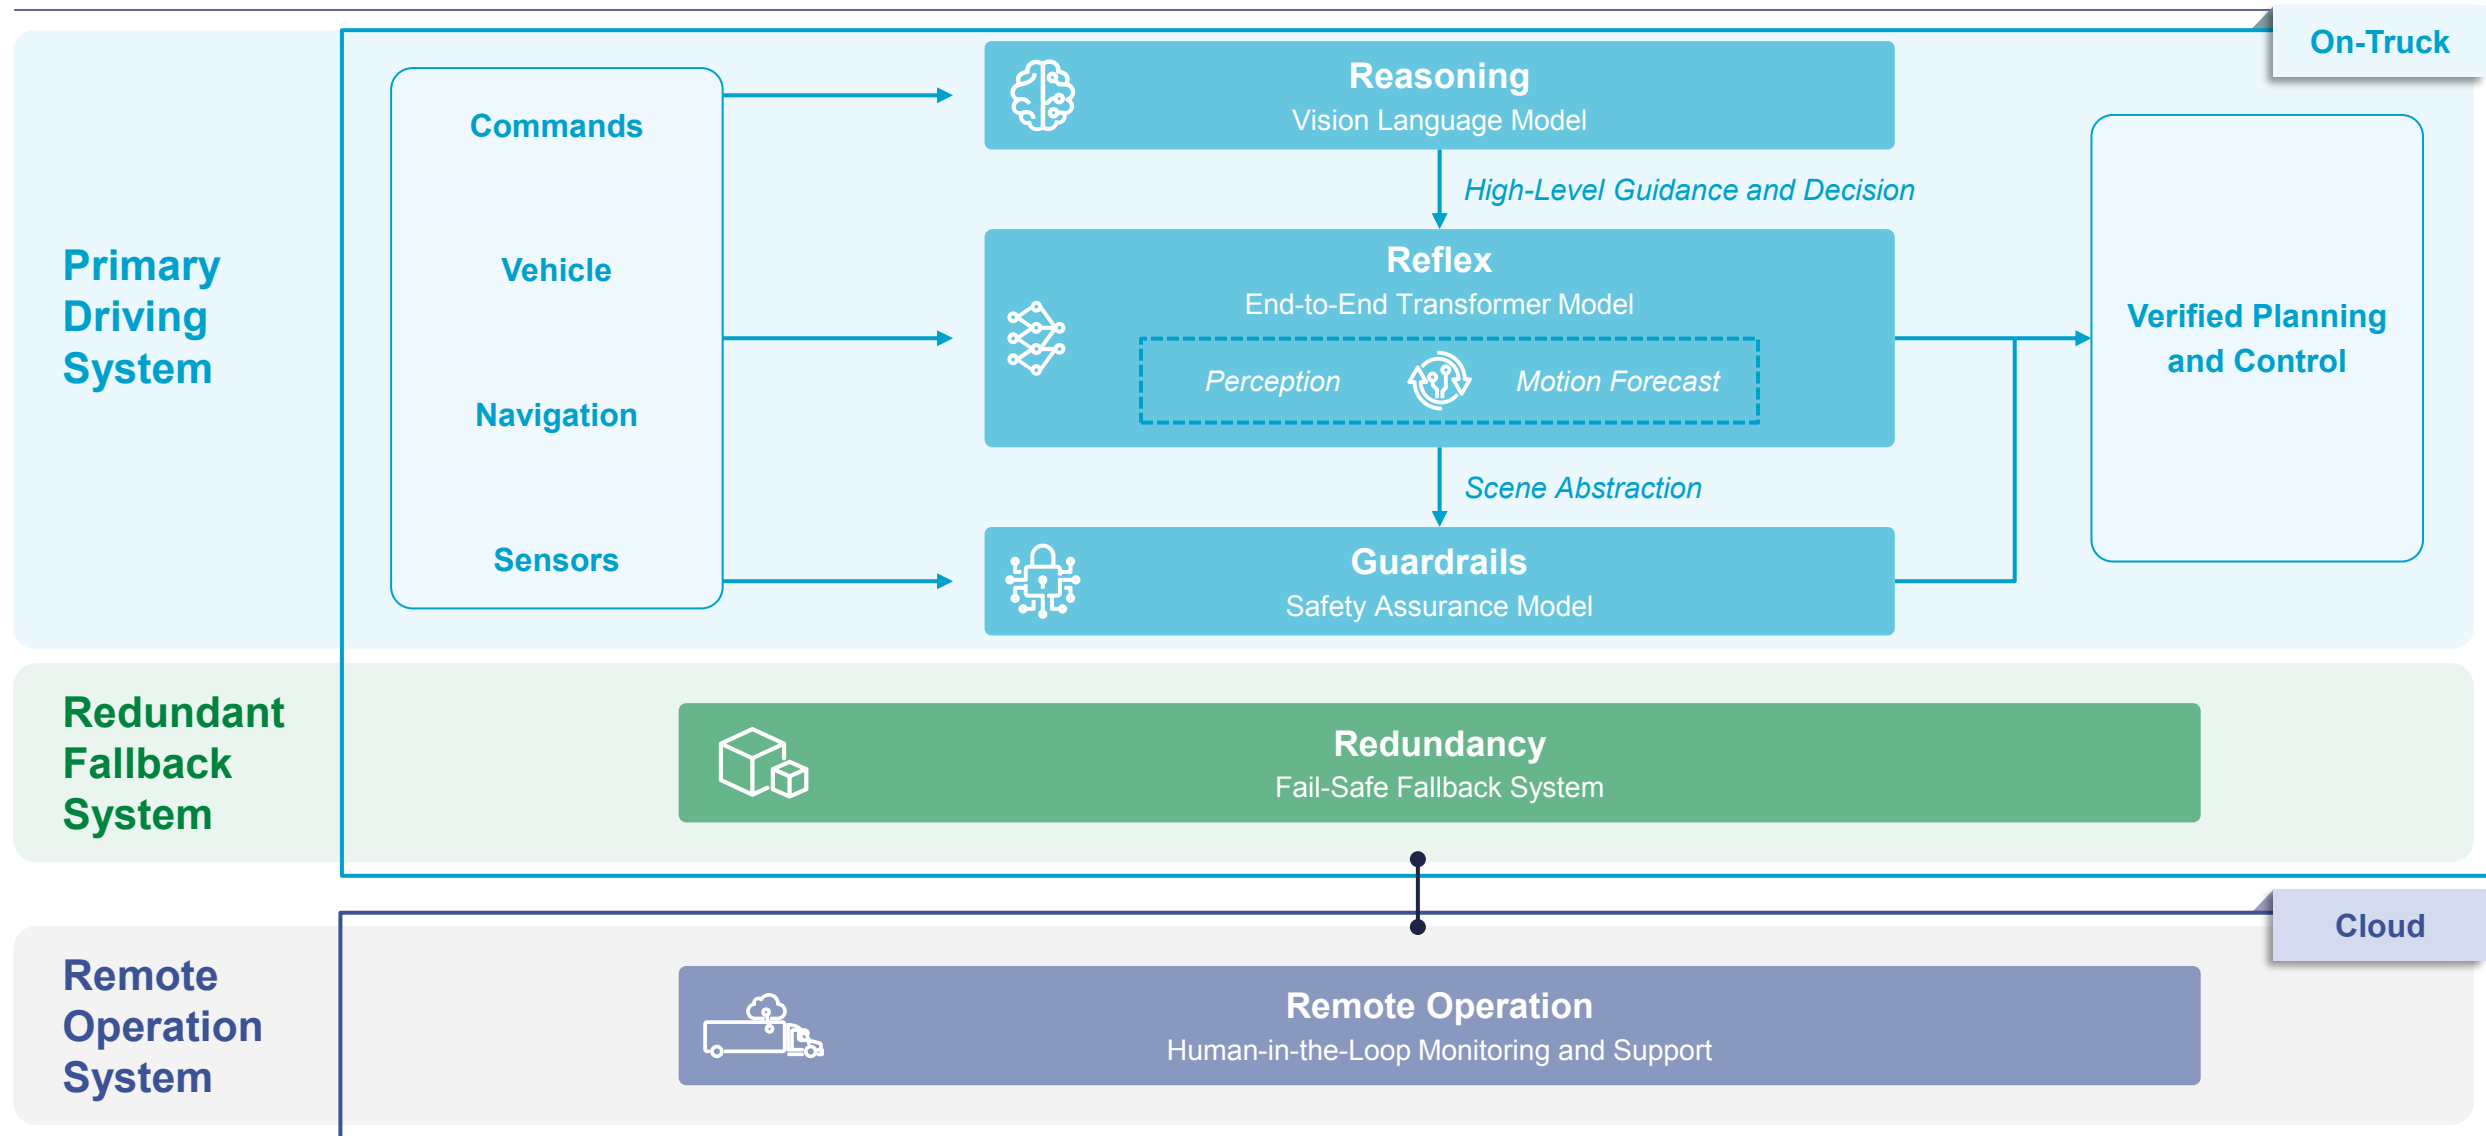 On-Truck
Primary
Driving
System
Commands
Vehicle
Navigation
Sensors
Reasoning
Vision Language Model
High-Level Guidance and Decision
Reflex
End-to-End Transformer Model
Perception
Motion Forecast
Scene Abstraction
Guardrails
Safety Assurance Model
Verified Planning
and Control
Redundant
Fallback
System
Redundancy
Fail-Safe Fallback System
Cloud
Remote
Operation
System
Remote Operation
Human-in-the-Loop Monitoring and Support